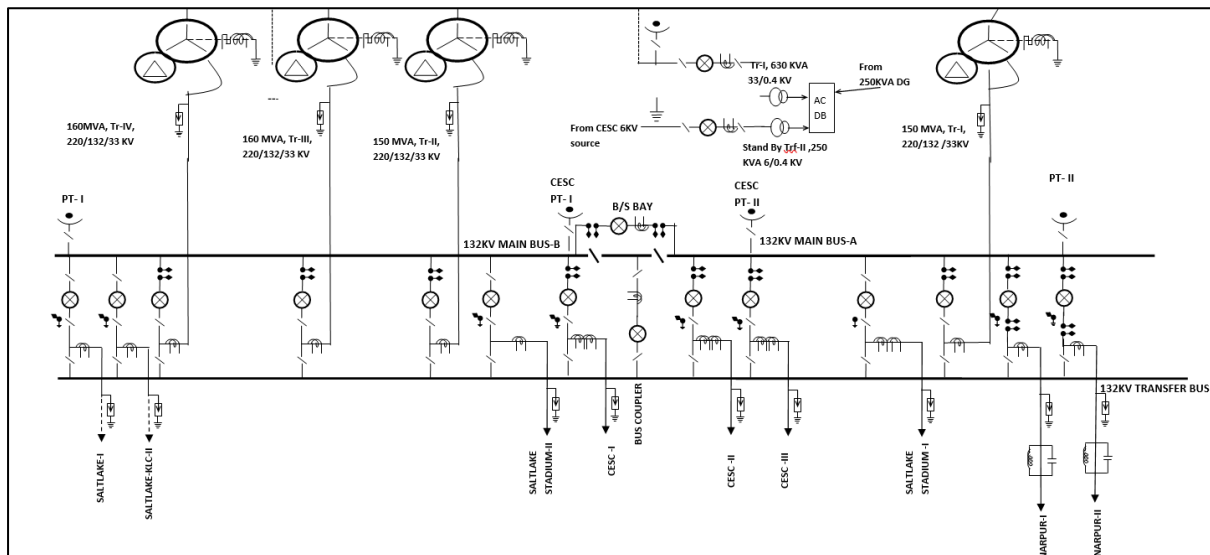 160MVA, Tr-IV,
220/132/33 KV
160 MVA, Tr-III,
220/132/33 KV
150 MVA, Tr-II,
220/132/33 KV
Tr-I, 630 KVA
33/0.4 KV
From
250KVA DG
AC
DB
From CESC 6KV
source
Stand By Trf-II ,250
KVA 6/0.4 KV
150 MVA, Tr-I,
220/132 /33KV
PT- I
CESC
PT- I
B/S BAY
CESC
PT- II
PT- II
132KV MAIN BUS-B
132KV MAIN BUS-A
132KV TRANSFER BUS
SALTLAKE-I
SALTLAKE-KLC-II
SALTLAKE
STADIUM-II
CESC -I
BUS COUPLER
CESC -II
CESC -III
SALTLAKE
STADIUM -I
NARPUR-I
NARPUR-II